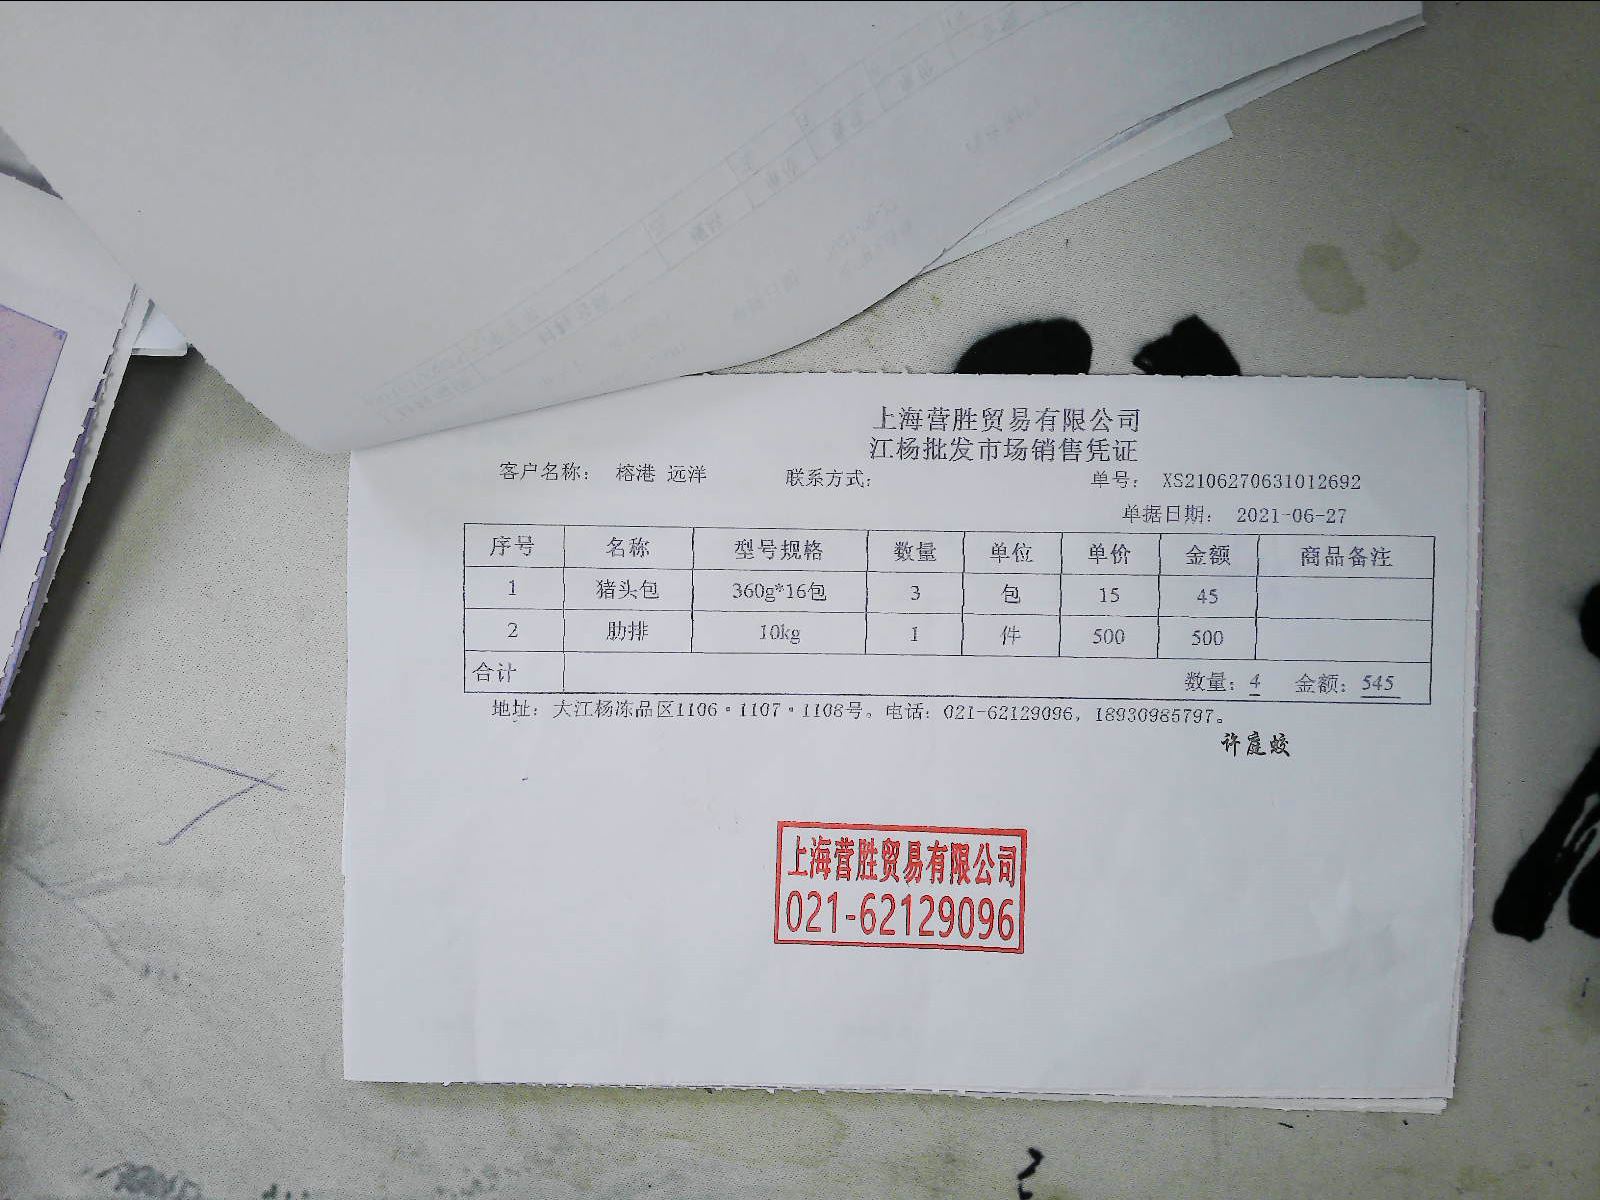 上海营胜贸易有限公司
江杨批发市场销售凭证
客户名称： 榕港 远洋 联系方式： 单号： XS2106270631012692
单据日期： 2021-06-27
序号 名称 型号规格 数量 单位 单价 金额 商品备注
1 猪头包 360g*16包 3 包 15 45
2 肋排 10kg 1 件 500 500
合计 数量：4 金额：545
地址：大江杨冻品区1106·1107·1108号。电话：021-62129096，18930985797。
许庭蛟
上海营胜贸易有限公司
021-62129096